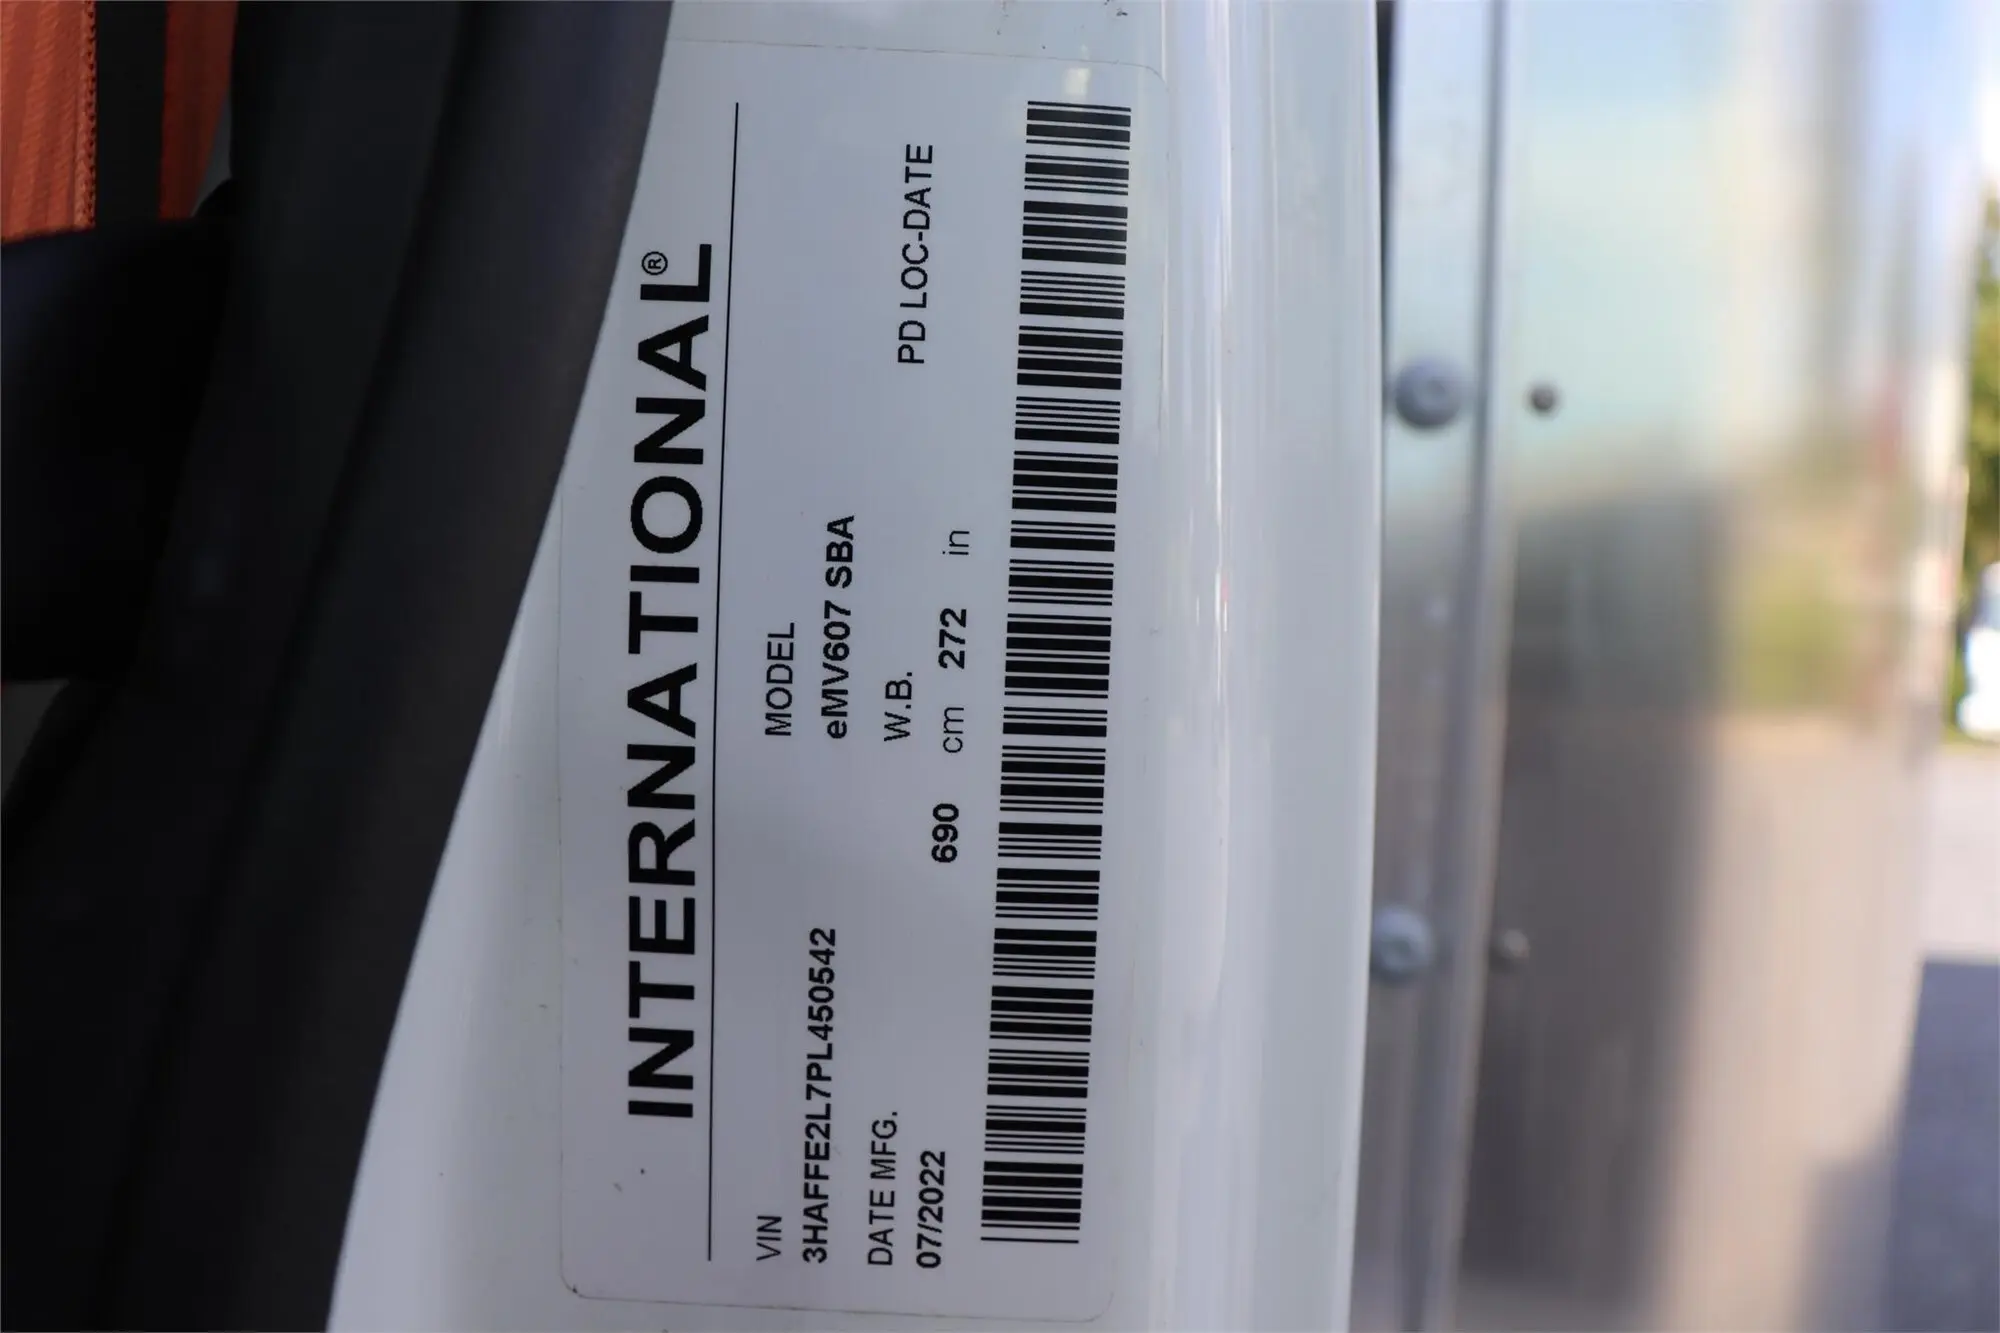 INTERNATIONAL®
VIN MODEL
3HAFFE2L7PL450542 eMV607 SBA
DATE MFG. W.B. PD LOC-DATE
07/2022 690 cm 272 in